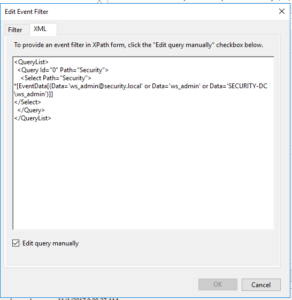 Edit Event Filter
Filter
XML
To provide an event filter in XPath form, click the "Edit query manually" checkbox below.
<QueryList>
<Query Id="0" Path="Security">
<Select Path="Security">
*[EventData[(Data='ws_admin@security.local' or Data='ws_admin' or Data='SECURITY-DC
\ws_admin')]]
</Select>
</Query>
</QueryList>
Edit query manually
OK
Cancel